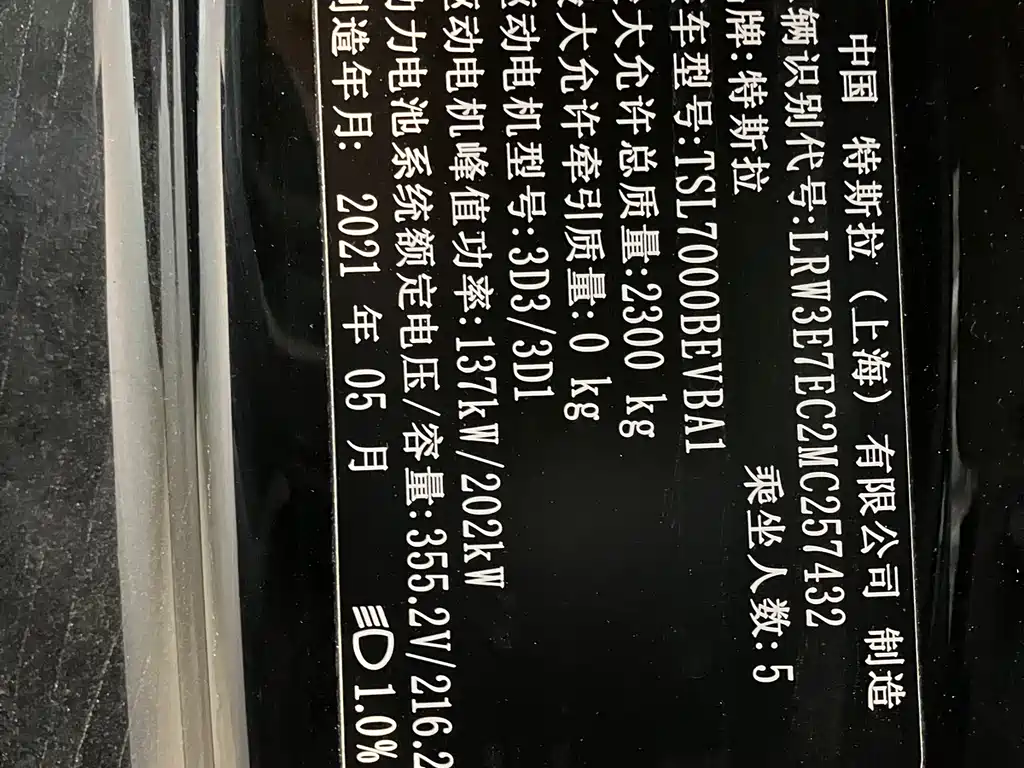 中国 特斯拉(上海)有限公司 制造
辆识别代号:LRW3E7EC2MC257432
牌:特斯拉 乘坐人数:5
车型号:TSL7000BEVBA1
大允许总质量:2300 kg
大允许牵引质量:0 kg
动电机型号:3D3/3D1
动电机峰值功率:137kW/202kW
动力电池系统额定电压/容量:355.2V/216.2
制造年月: 2021 年 05 月 1.0%